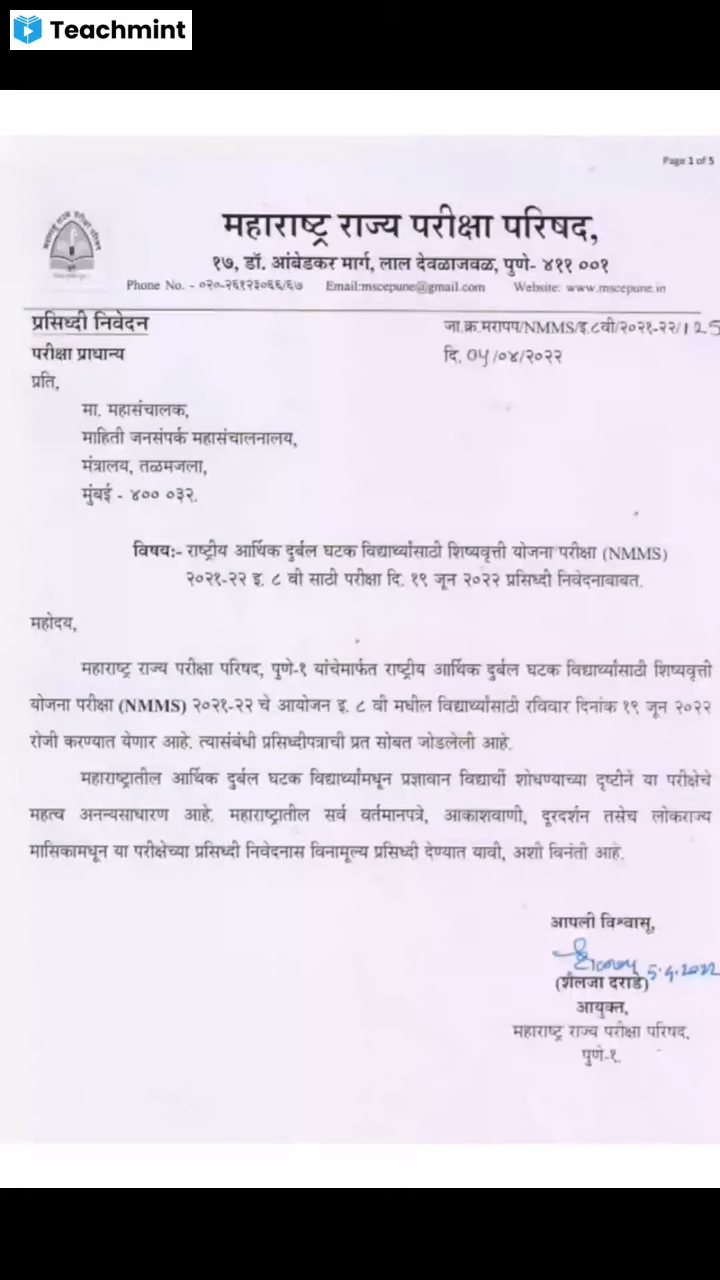 Teachmint
Page 1 of 5
महाराष्ट्र राज्य परीक्षा परिषद,
१७, डॉ. आंबेडकर मार्ग, लाल देवळाजवळ, पुणे- ४११ ००१
Phone No. - ०२०-२६१२३०६६/६७ Email:mscepune@gmail.com Website: www.mscepune.in
प्रसिध्दी निवेदन जा.क्र.मरापप/NMMS/इ.८वी/२०२१-२२/125
परीक्षा प्राधान्य दि. 04/०४/२०२२
प्रति,
मा. महासंचालक,
माहिती जनसंपर्क महासंचालनालय,
मंत्रालय, तळमजला,
मुंबई - ४०० ०३२.
विषय:- राष्ट्रीय आर्थिक दुर्बल घटक विद्यार्थ्यांसाठी शिष्यवृत्ती योजना परीक्षा (NMMS)
२०२१-२२ इ. ८ वी साठी परीक्षा दि. १९ जून २०२२ प्रसिध्दी निवेदनाबाबत.
महोदय,
महाराष्ट्र राज्य परीक्षा परिषद, पुणे-१ यांचेमार्फत राष्ट्रीय आर्थिक दुर्बल घटक विद्यार्थ्यांसाठी शिष्यवृत्ती
योजना परीक्षा (NMMS) २०२१-२२ चे आयोजन इ. ८ वी मधील विद्यार्थ्यांसाठी रविवार दिनांक १९ जून २०२२
रोजी करण्यात येणार आहे. त्यासंबंधी प्रसिध्दीपत्राची प्रत सोबत जोडलेली आहे.
महाराष्ट्रातील आर्थिक दुर्बल घटक विद्यार्थ्यांमधून प्रज्ञावान विद्यार्थी शोधण्याच्या दृष्टीने या परीक्षेचे
महत्व अनन्यसाधारण आहे. महाराष्ट्रातील सर्व वर्तमानपत्रे, आकाशवाणी, दूरदर्शन तसेच लोकराज्य
मासिकामधून या परीक्षेच्या प्रसिध्दी निवेदनास विनामूल्य प्रसिध्दी देण्यात यावी, अशी विनंती आहे.
आपली विश्वासू,
5.4.2022
(शैलजा दराडे)
आयुक्त,
महाराष्ट्र राज्य परीक्षा परिषद,
पुणे-१.